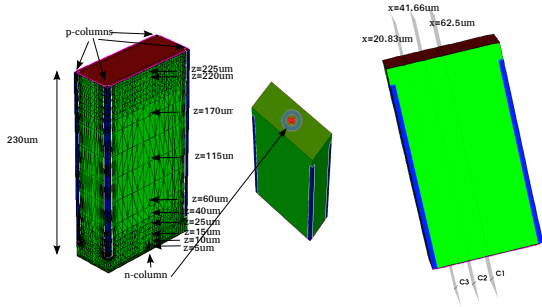 p-columns
z=225um
z=220um
z=170um
230um
z=115um
z=60um
z=40um
z=25um
z=15um
z=10um
z=5um
n-column
x=41.66um
x=62.5um
x=20.83um
C3
C2
C1